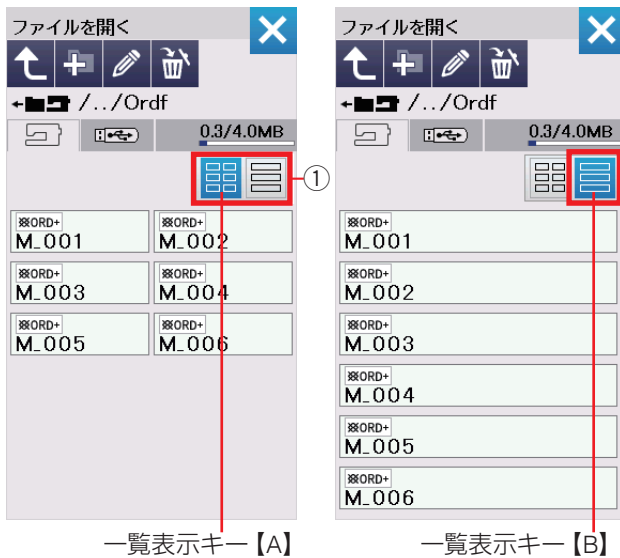 ファイルを開く
/../Ordf
0.3/4.0MB
①
ORD+
M_001
ORD+
M_002
ORD+
M_003
ORD+
M_004
ORD+
M_005
ORD+
M_006
一覧表示キー【A】
ファイルを開く
/../Ordf
0.3/4.0MB
ORD+
M_001
ORD+
M_002
ORD+
M_003
ORD+
M_004
ORD+
M_005
ORD+
M_006
一覧表示キー【B】